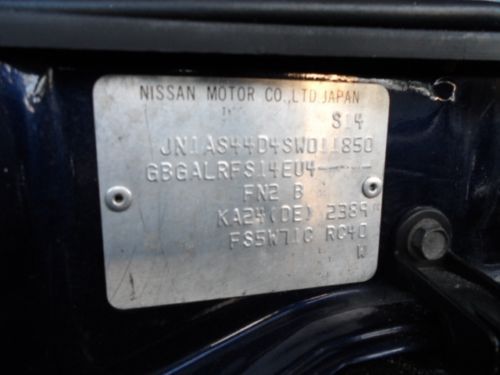 NISSAN MOTOR CO.,LTD JAPAN
S14
JN1AS44D4SW011850
GBGALRFS14EU4-----
FN2 B
KA24(DE) 2389
FS5W71C RC40
W